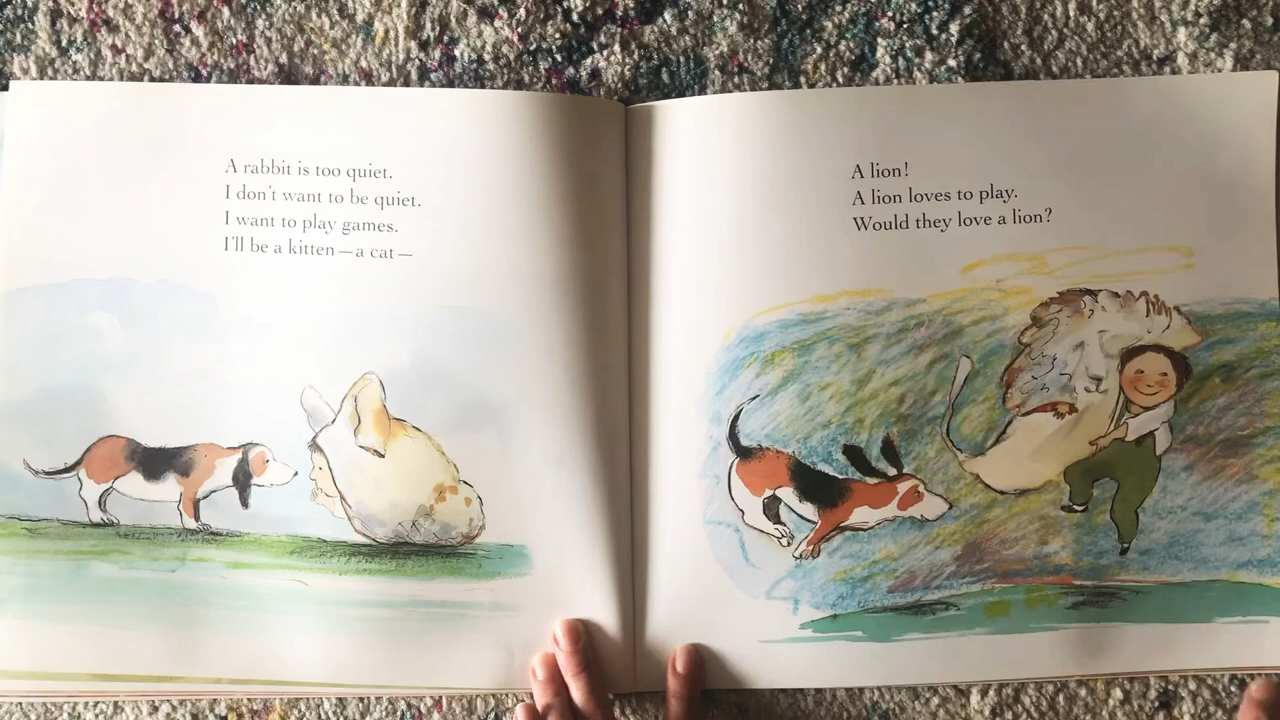 A rabbit is too quiet.
I don't want to be quiet.
I want to play games.
I'll be a kitten—a cat—
A lion!
A lion loves to play.
Would they love a lion?